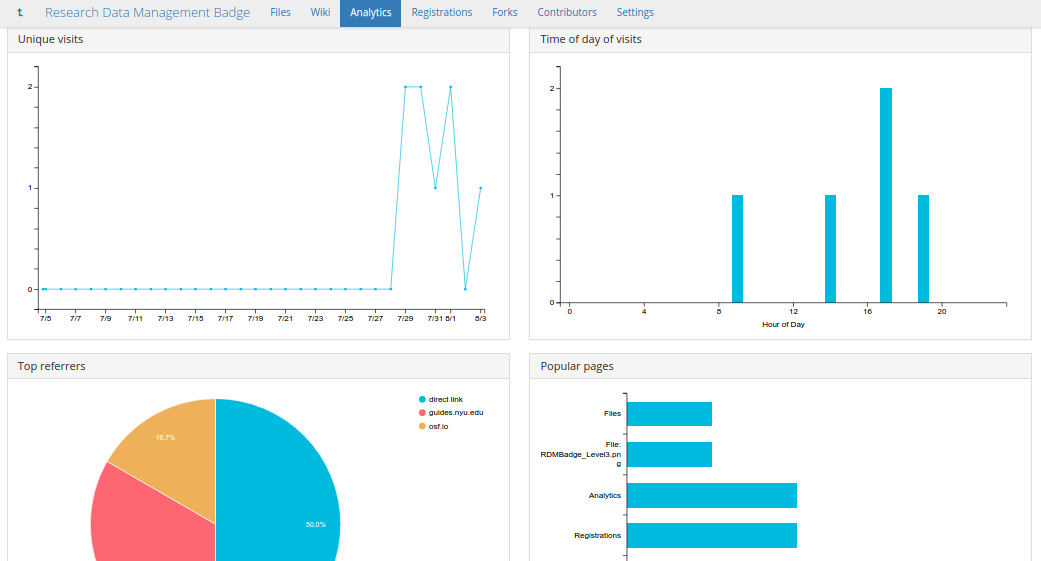 t Research Data Management Badge Files Wiki Analytics Registrations Forks Contributors Settings
Unique visits
2
1
0
7/5 7/7 7/9 7/11 7/13 7/15 7/17 7/19 7/21 7/23 7/25 7/27 7/29 7/31 8/1 8/3
Time of day of visits
2
1
0
0 4 8 12 16 20
Hour of Day
Top referrers
direct link
guides.nyu.edu
osf.io
16.7%
50.0%
Popular pages
Files
File:
RDMBadge_Level3.pn
g
Analytics
Registrations